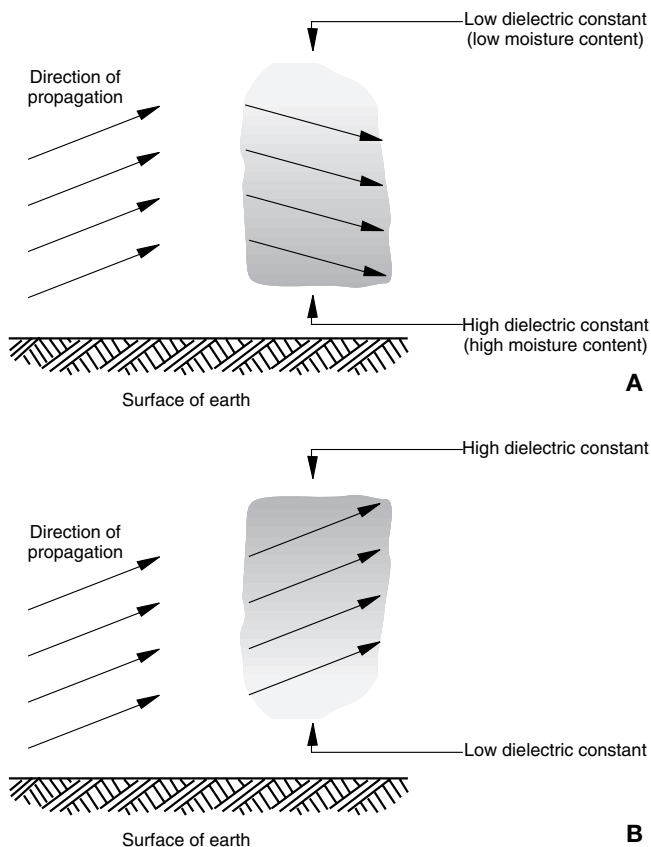 Low dielectric constant
(low moisture content)
Direction of
propagation
High dielectric constant
(high moisture content)
A
Surface of earth
High dielectric constant
Direction of
propagation
Low dielectric constant
B
Surface of earth